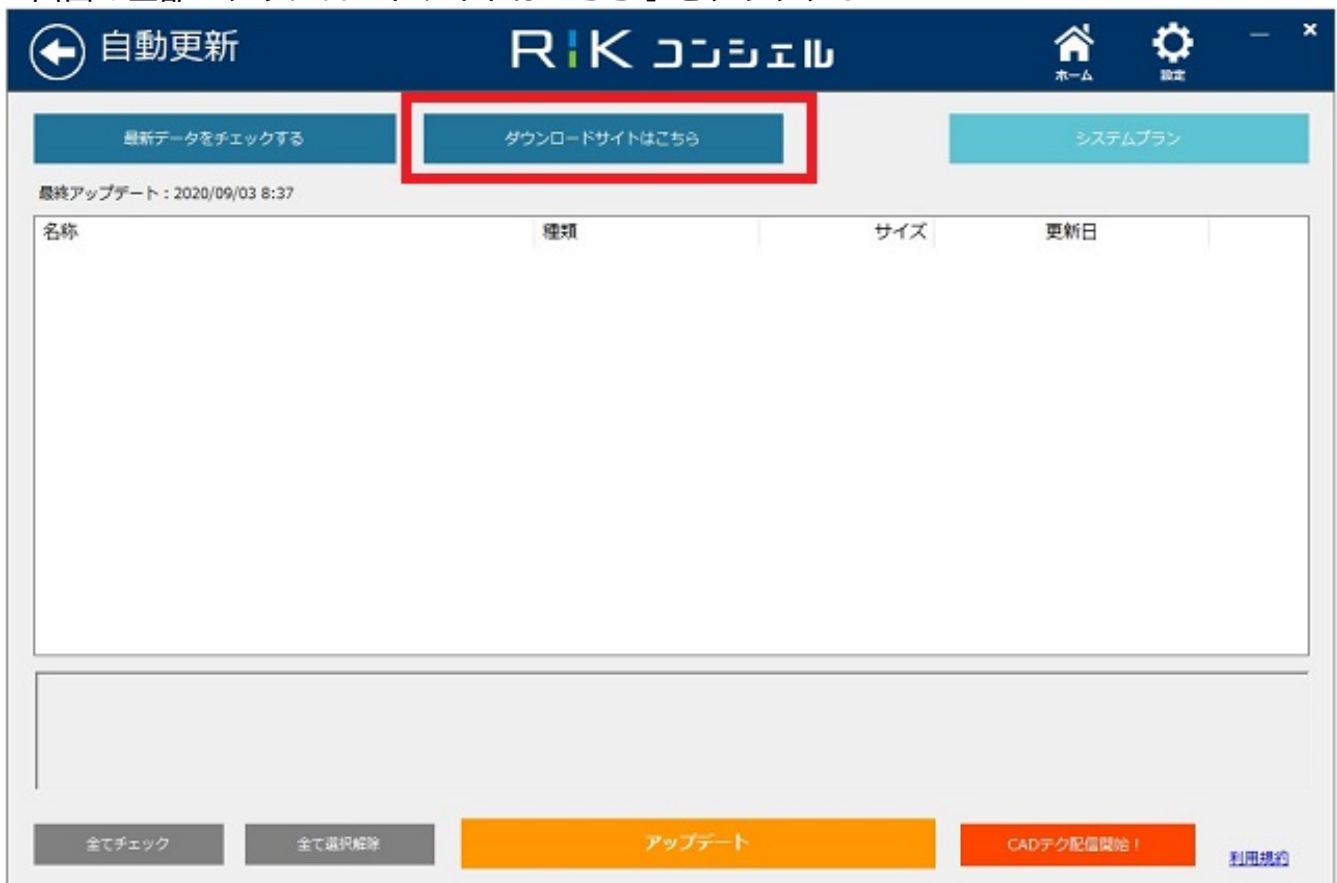 自動更新
RiK コンシェル
ホーム
設定
最新データをチェックする
ダウンロードサイトはこちら
システムプラン
最終アップデート：2020/09/03 8:37
名称 種類 サイズ 更新日
全てチェック
全て選択解除
アップデート
CADテク配信開始！
利用規約